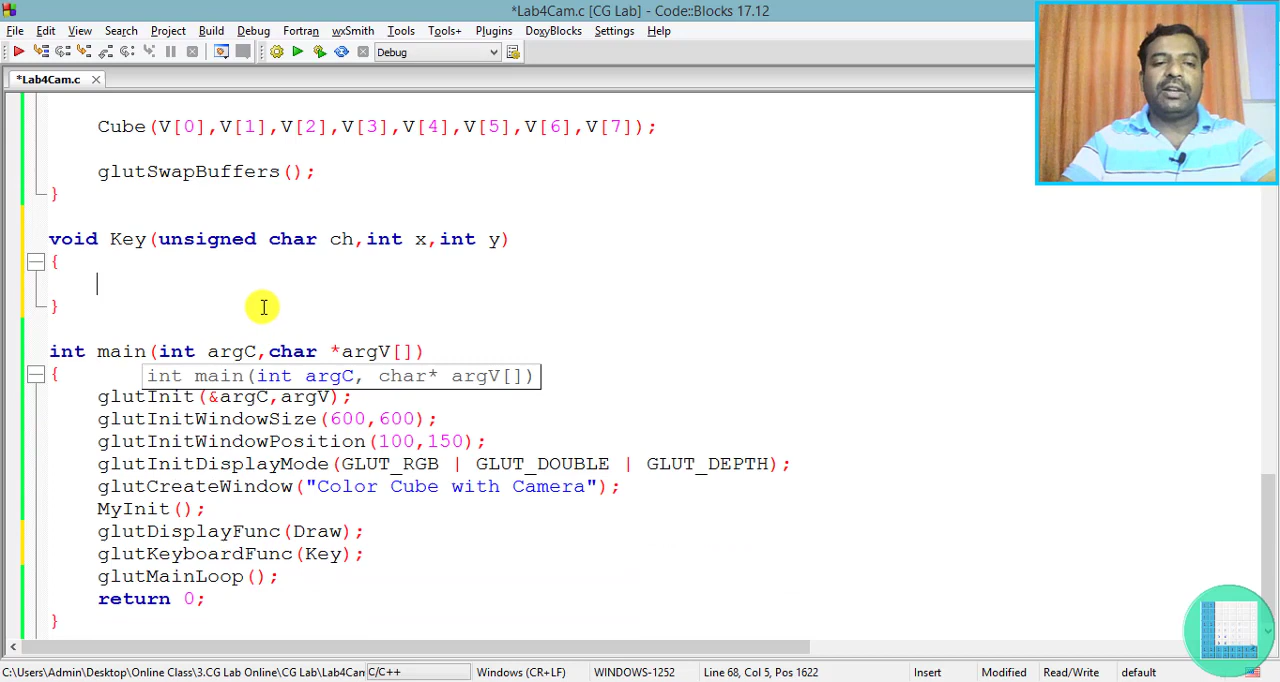 *Lab4Cam.c [CG Lab] - Code::Blocks 17.12
File Edit View Search Project Build Debug Fortran wxSmith Tools Tools+ Plugins DoxyBlocks Settings Help
Debug
*Lab4Cam.c
Cube(V[0],V[1],V[2],V[3],V[4],V[5],V[6],V[7]);
glutSwapBuffers();
}
void Key(unsigned char ch,int x,int y)
{
}
int main(int argC,char *argV[])
{
int main(int argC, char* argV[])
glutInit(&argC,argV);
glutInitWindowSize(600,600);
glutInitWindowPosition(100,150);
glutInitDisplayMode(GLUT_RGB | GLUT_DOUBLE | GLUT_DEPTH);
glutCreateWindow("Color Cube with Camera");
MyInit();
glutDisplayFunc(Draw);
glutKeyboardFunc(Key);
glutMainLoop();
return 0;
}
C:\Users\Admin\Desktop\Online Class\3.CG Lab Online\CG Lab\Lab4Cam C/C++ Windows (CR+LF) WINDOWS-1252 Line 68, Col 5, Pos 1622 Insert Modified Read/Write default